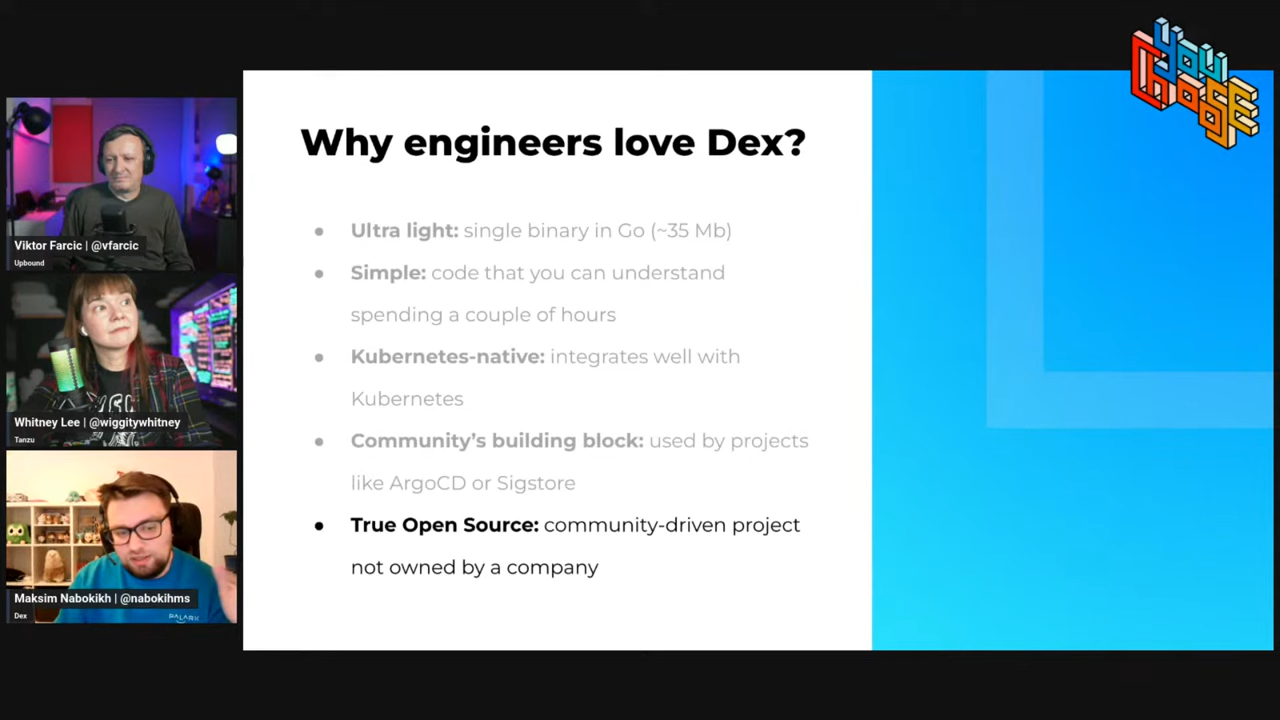 YOU
CHOOSE
Why engineers love Dex?
Viktor Farcic | @vfarcic
Upbound
Whitney Lee | @wiggitywhitney
Tanzu
Maksim Nabokikh | @nabokihms
Dex
PALARK
● Ultra light: single binary in Go (~35 Mb)
● Simple: code that you can understand
spending a couple of hours
● Kubernetes-native: integrates well with
Kubernetes
● Community’s building block: used by projects
like ArgoCD or Sigstore
● True Open Source: community-driven project
not owned by a company